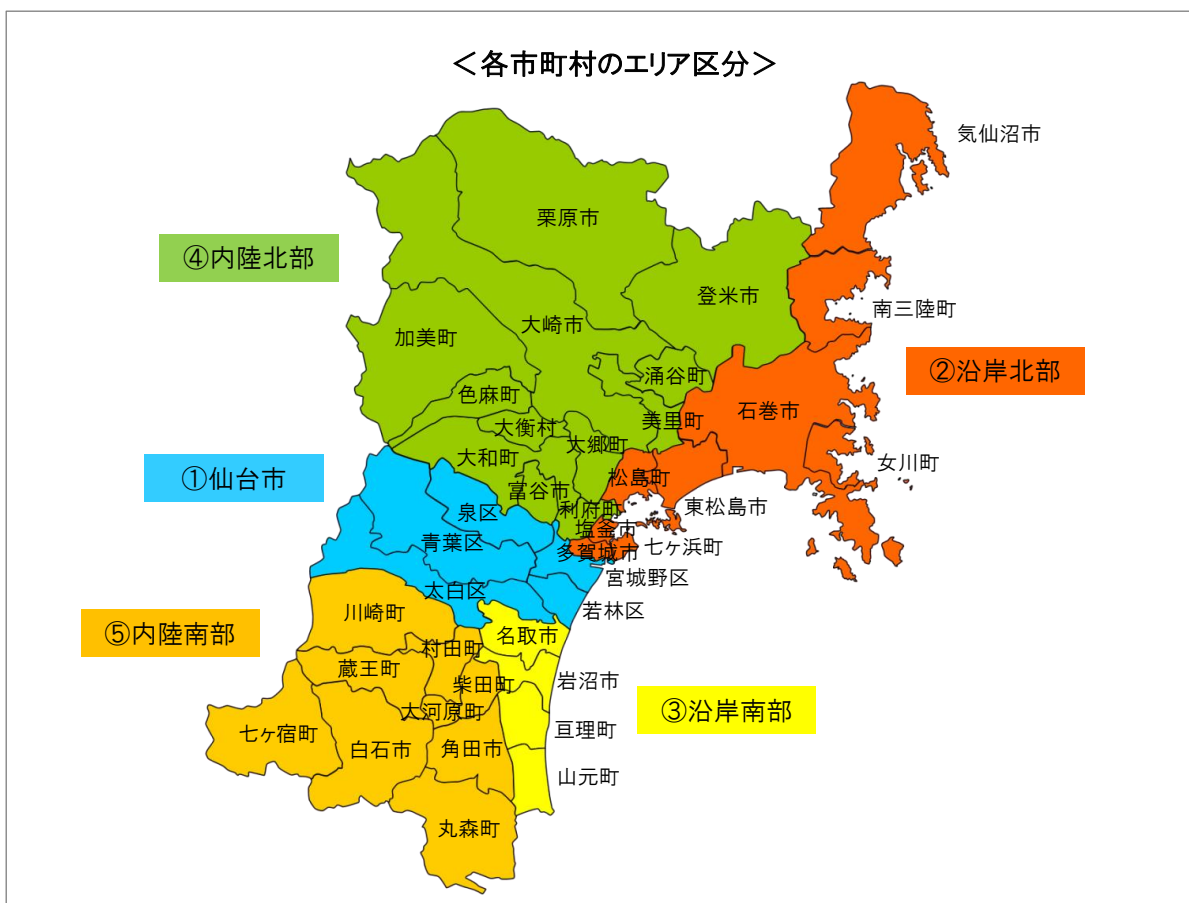 ＜各市町村のエリア区分＞
気仙沼市
栗原市
④内陸北部
登米市
南三陸町
大崎市
加美町
②沿岸北部
涌谷町
色麻町
石巻市
美里町
大衡村
大郷町
大和町
女川町
①仙台市
松島町
富谷市
東松島市
利府町
泉区
塩釜市
青葉区
七ヶ浜町
多賀城市
宮城野区
太白区
若林区
川崎町
⑤内陸南部
名取市
村田町
蔵王町
岩沼市
柴田町
③沿岸南部
大河原町
亘理町
七ヶ宿町
白石市
角田市
山元町
丸森町